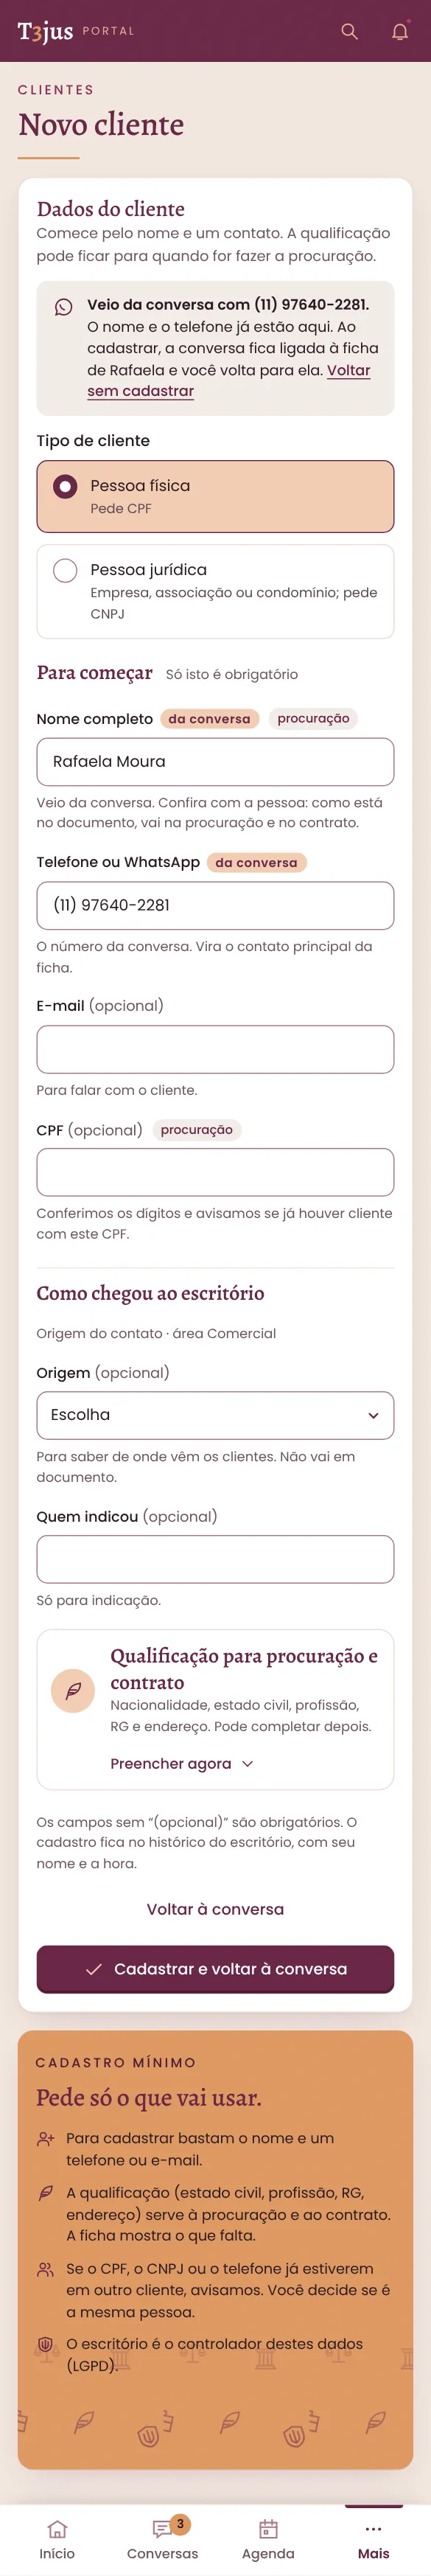 T3jus PORTAL
CLIENTES
Novo cliente
Dados do cliente
Comece pelo nome e um contato. A qualificação
pode ficar para quando for fazer a procuração.
Veio da conversa com (11) 97640-2281.
O nome e o telefone já estão aqui. Ao
cadastrar, a conversa fica ligada à ficha
de Rafaela e você volta para ela. Voltar
sem cadastrar
Tipo de cliente
Pessoa física
Pede CPF
Pessoa jurídica
Empresa, associação ou condomínio; pede
CNPJ
Para começar Só isto é obrigatório
Nome completo da conversa procuração
Rafaela Moura
Veio da conversa. Confira com a pessoa: como está
no documento, vai na procuração e no contrato.
Telefone ou WhatsApp da conversa
(11) 97640-2281
O número da conversa. Vira o contato principal da
ficha.
E-mail (opcional)
Para falar com o cliente.
CPF (opcional) procuração
Conferimos os dígitos e avisamos se já houver cliente
com este CPF.
Como chegou ao escritório
Origem do contato · área Comercial
Origem (opcional)
Escolha
Para saber de onde vêm os clientes. Não vai em
documento.
Quem indicou (opcional)
Só para indicação.
Qualificação para procuração e
contrato
Nacionalidade, estado civil, profissão,
RG e endereço. Pode completar depois.
Preencher agora
Os campos sem “(opcional)” são obrigatórios. O
cadastro fica no histórico do escritório, com seu
nome e a hora.
Voltar à conversa
Cadastrar e voltar à conversa
CADASTRO MÍNIMO
Pede só o que vai usar.
Para cadastrar bastam o nome e um
telefone ou e-mail.
A qualificação (estado civil, profissão, RG,
endereço) serve à procuração e ao contrato.
A ficha mostra o que falta.
Se o CPF, o CNPJ ou o telefone já estiverem
em outro cliente, avisamos. Você decide se é
a mesma pessoa.
O escritório é o controlador destes dados
(LGPD).
Início
Conversas 3
Agenda
Mais